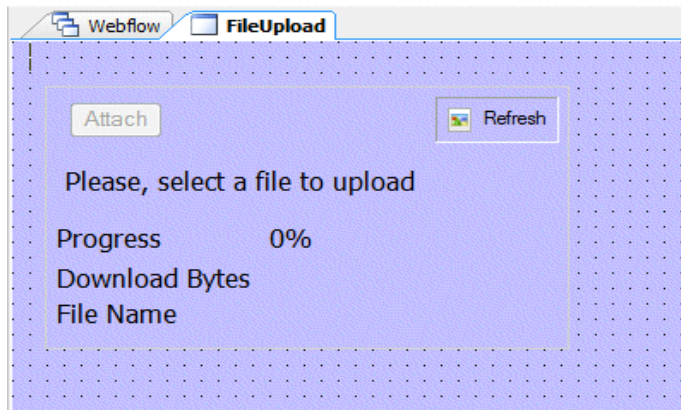 Webflow FileUpload
Attach Refresh
Please, select a file to upload
Progress 0%
Download Bytes
File Name